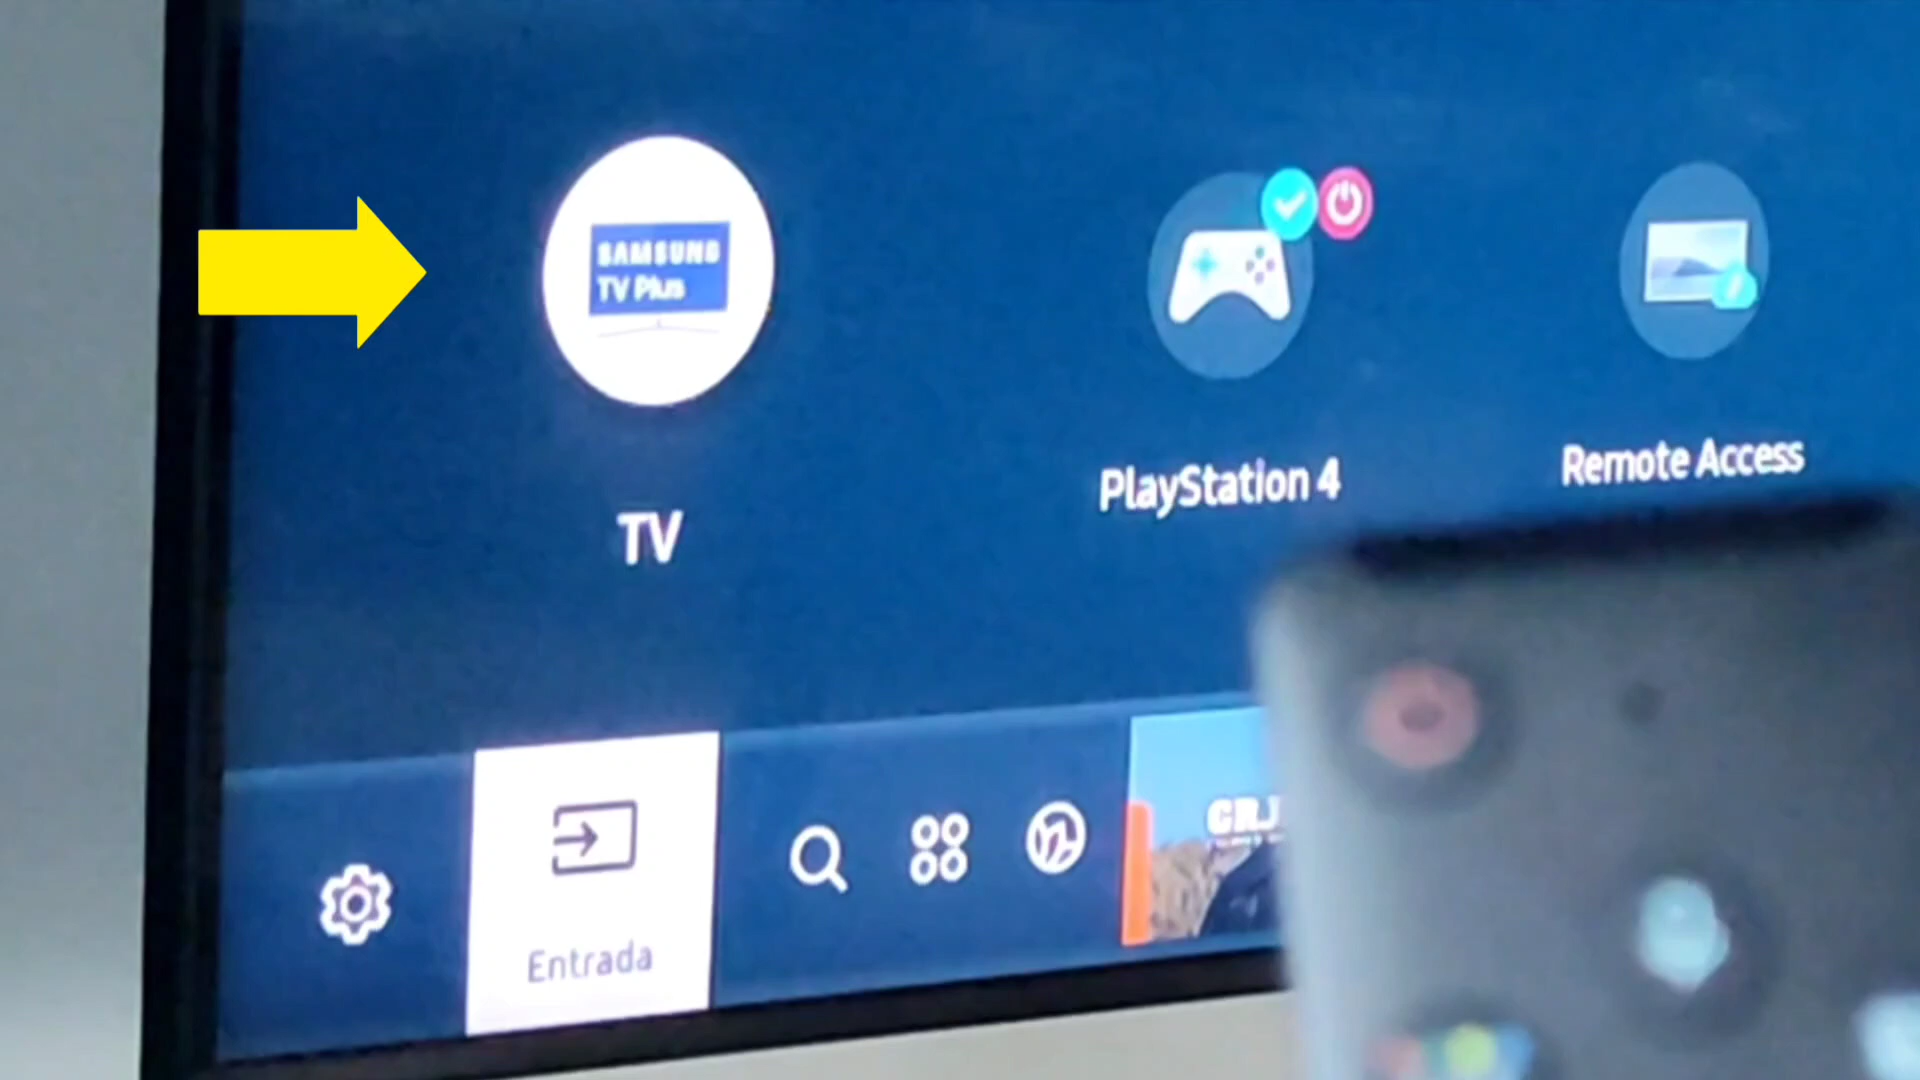 SAMSUNG
TV Plus
TV
PlayStation 4
Remote Access
Entrada